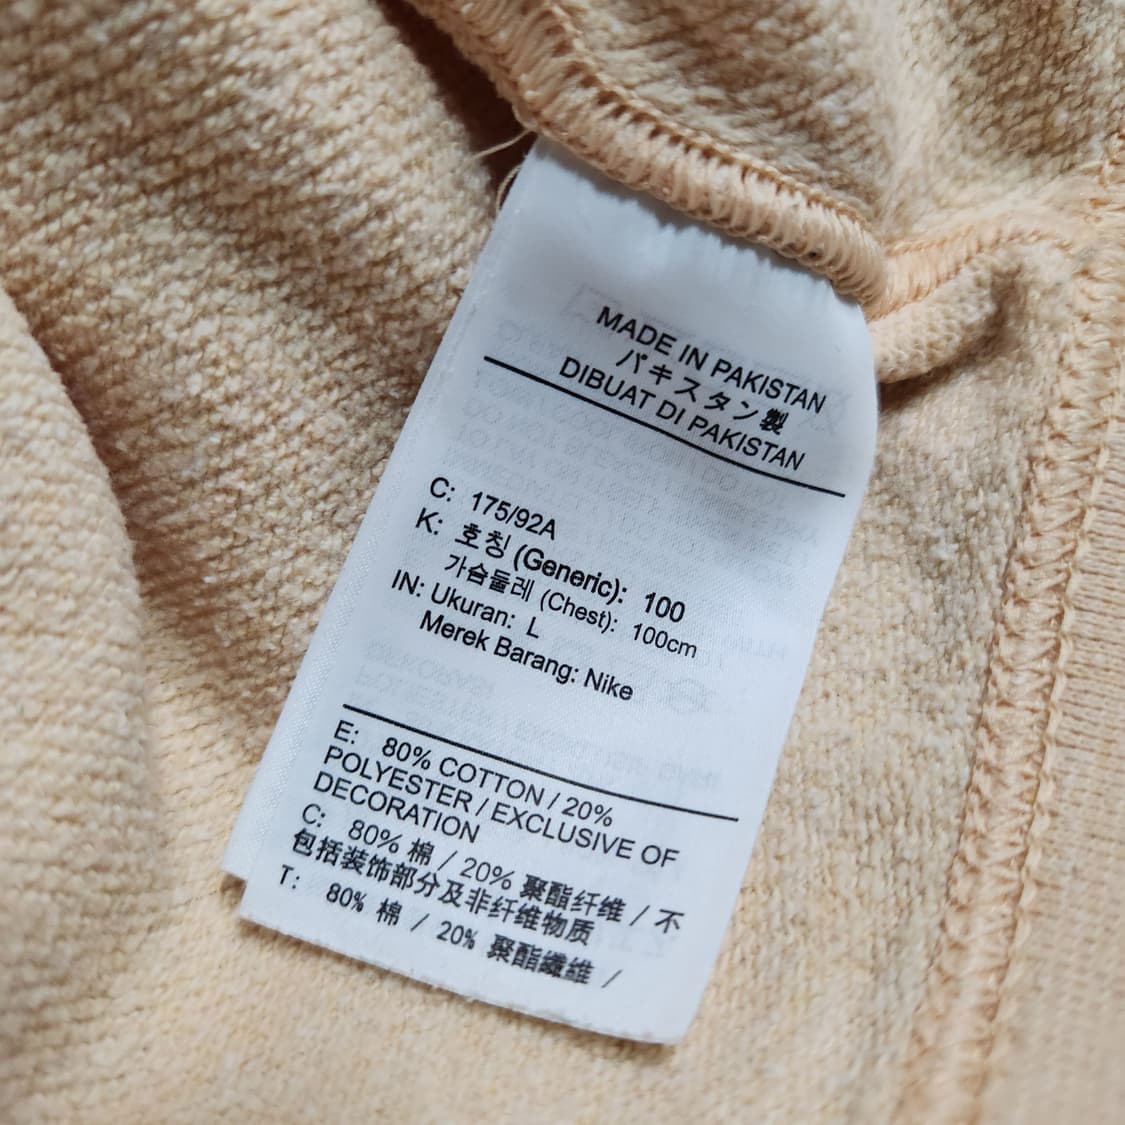 MADE IN PAKISTAN
パキスタン製
DIBUAT DI PAKISTAN
C: 175/92A
K: 호칭 (Generic): 100
가슴둘레 (Chest): 100cm
IN: Ukuran: L
Merek Barang: Nike
E: 80% COTTON / 20%
POLYESTER / EXCLUSIVE OF
DECORATION
C: 80% 棉 / 20% 聚酯纤维 / 不
包括装饰部分及非纤维物质
T: 80% 棉 / 20% 聚酯纖維 /